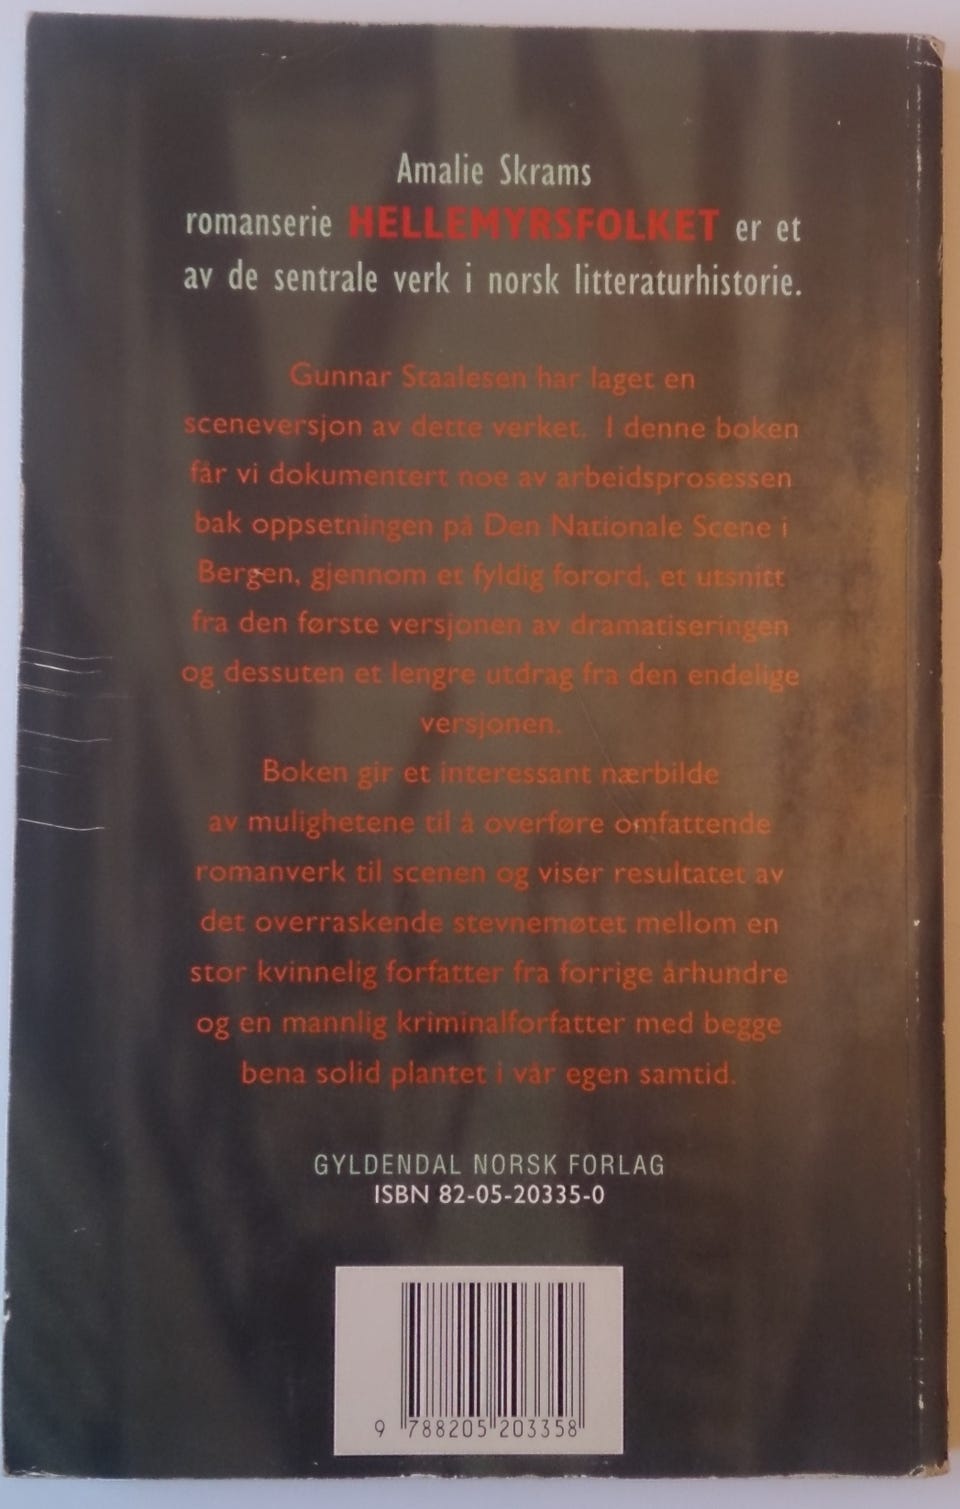 Amalie Skrams
romanserie HELLEMYRSFOLKET er et
av de sentrale verk i norsk litteraturhistorie.
Gunnar Staalesen har laget en
sceneversjon av dette verket. I denne boken
får vi dokumentert noe av arbeidsprosessen
bak oppsetningen på Den Nationale Scene i
Bergen, gjennom et fyldig forord, et utsnitt
fra den første versjonen av dramatiseringen
og dessuten et lengre utdrag fra den endelige
versjonen.
Boken gir et interessant nærbilde
av mulighetene til å overføre omfattende
romanverk til scenen og viser resultatet av
det overraskende stevnemøtet mellom en
stor kvinnelig forfatter fra forrige århundre
og en mannlig kriminalforfatter med begge
bena solid plantet i vår egen samtid.
GYLDENDAL NORSK FORLAG
ISBN 82-05-20335-0
9 788205 203358